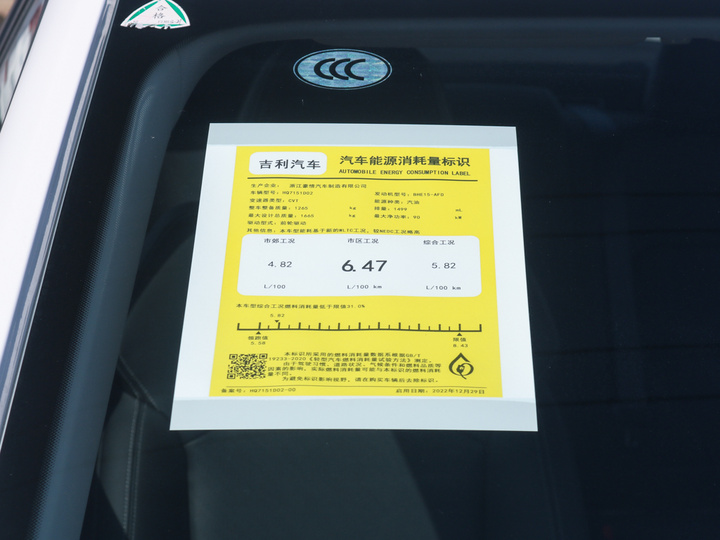 合格
CCC
吉利汽车
汽车能源消耗量标识
AUTOMOBILE ENERGY CONSUMPTION LABEL
生产企业: 浙江豪情汽车制造有限公司
车辆型号: HQ7151D02 发动机型号: BHE15-AFD
变速器类型: CVT 能源种类: 汽油
整车整备质量: 1265 kg 排量: 1499 mL
最大设计总质量: 1665 kg 最大净功率: 90 kW
驱动型式: 前轮驱动
其他信息: 本车型能耗基于新的WLTC工况, 较NEDC工况略高
市郊工况 市区工况 综合工况
4.82 6.47 5.82
L/100 L/100 km L/100 km
本车型综合工况燃料消耗量低于限值31.0%
5.82
领跑值 限值
5.58 8.43
本标识所采用的燃料消耗量数据系根据GB/T
19233-2020《轻型汽车燃料消耗量试验方法》测定。
由于驾驶习惯、道路状况、气候条件和燃料品质等
因素的影响, 实际燃料消耗量可能与本标识的燃料消耗
量不同。
为避免标识影响视野, 请在购买车辆后去除标识。
备案号: HQ7151D02-00 启用日期: 2022年12月29日